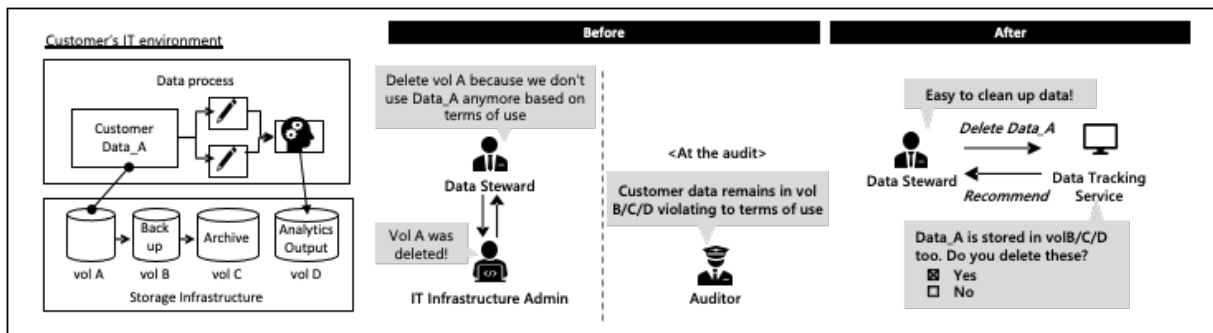 Customer's IT environment
Data process
Customer
Data_A
Back
up
Archive
Analytics
Output
vol A
vol B
vol C
vol D
Storage Infrastructure
Before
Delete vol A because we don't
use Data_A anymore based on
terms of use
Data Steward
Vol A was
deleted!
IT Infrastructure Admin
<At the audit>
Customer data remains in vol
B/C/D violating to terms of use
Auditor
After
Easy to clean up data!
Delete Data_A
Data Steward
Recommend
Data Tracking
Service
Data_A is stored in volB/C/D
too. Do you delete these?
Yes
No